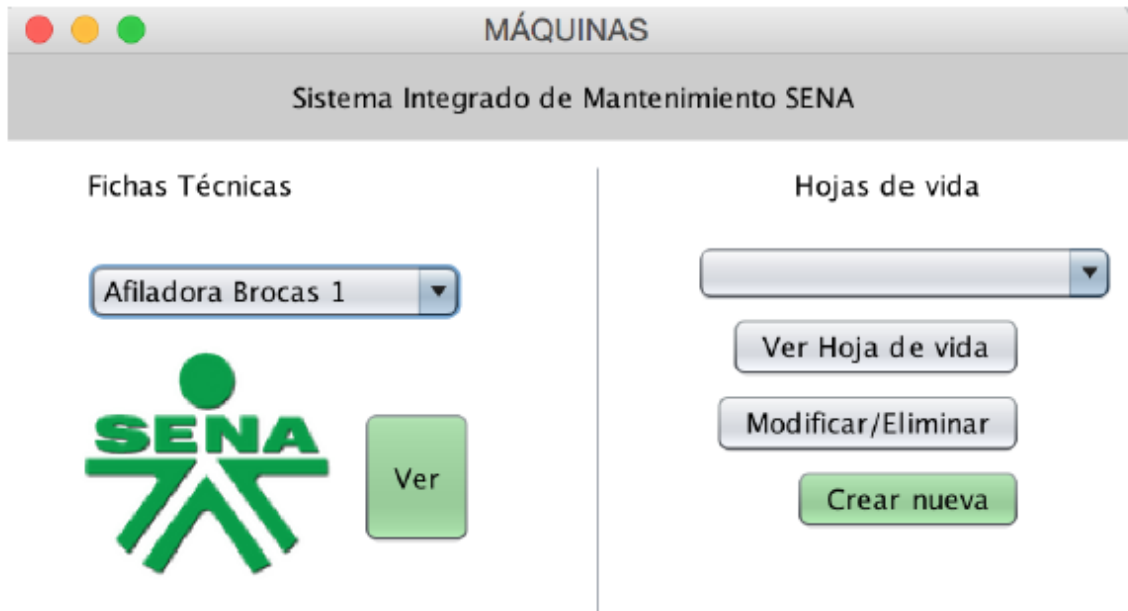 MÁQUINAS
Sistema Integrado de Mantenimiento SENA
Fichas Técnicas
Afiladora Brocas 1
SENA
Ver
Hojas de vida
Ver Hoja de vida
Modificar/Eliminar
Crear nueva